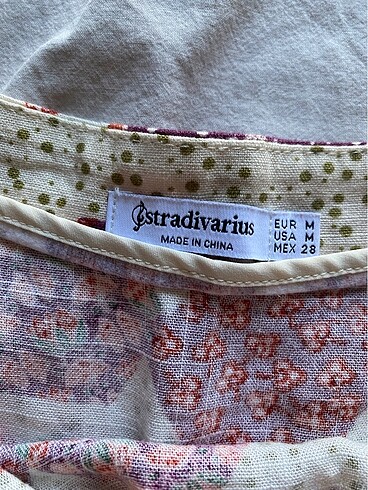 stradivarius
MADE IN CHINA
EUR M
USA M
MEX 28